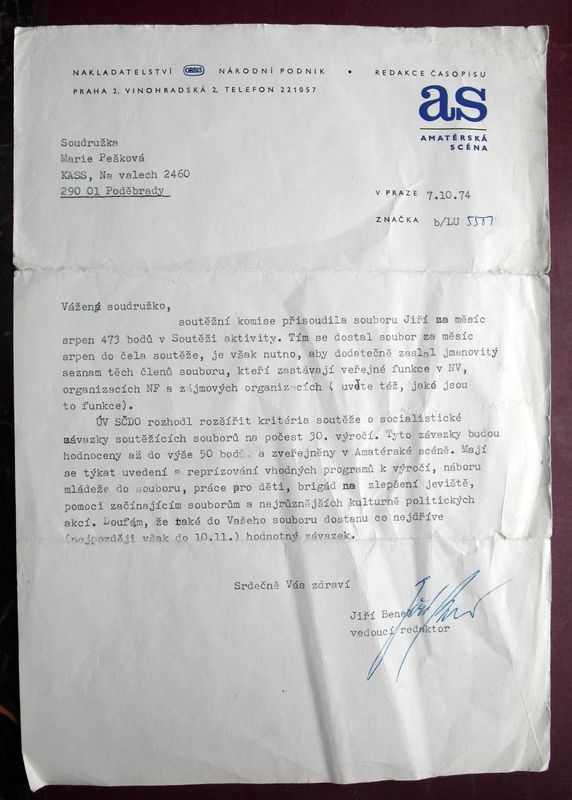 NAKLADATELSTVÍ ORBIS NÁRODNÍ PODNIK • REDAKCE ČASOPISU
PRAHA 2, VINOHRADSKÁ 2, TELEFON 221057
as
AMATÉRSKÁ
SCÉNA
Soudružka
Marie Pešková
KASS, Na valech 2460
290 01 Poděbrady
V PRAZE 7.10.74
ZNAČKA b/LU
Vážená soudružko,
soutěžní komise přisoudila souboru Jiří za měsíc
srpen 473 bodů v Soutěži aktivity. Tím se dostal soubor za měsíc
srpen do čela soutěže, je však nutno, aby dodatečně zaslal jmenovitý
seznam těch členů souboru, kteří zastávají veřejné funkce v NV,
organizacích NF a zájmových organizacích ( uvěte též, jaké jsou
to funkce).
ÚV SČDO rozhodl rozšířit kritéria soutěže o socialistické
závazky soutěžících souborů na počest 30. výročí. Tyto závazky budou
hodnoceny až do výše 50 bodů a zveřejněny v Amatérské scéně. Mají
se týkat uvedení a reprízování vhodných programů k výročí, náboru
mládeže do souboru, práce pro děti, brigád na zlepšení jeviště,
pomoci začínajícím souborům a nejrůznějších kulturně politických
akcí. Doufám, že také do Vašeho souboru dostanu co nejdříve
(nejpozději však do 10.11.) hodnotný závazek.
Srdečně Vás zdraví
Jiří Beneš
vedoucí redaktor